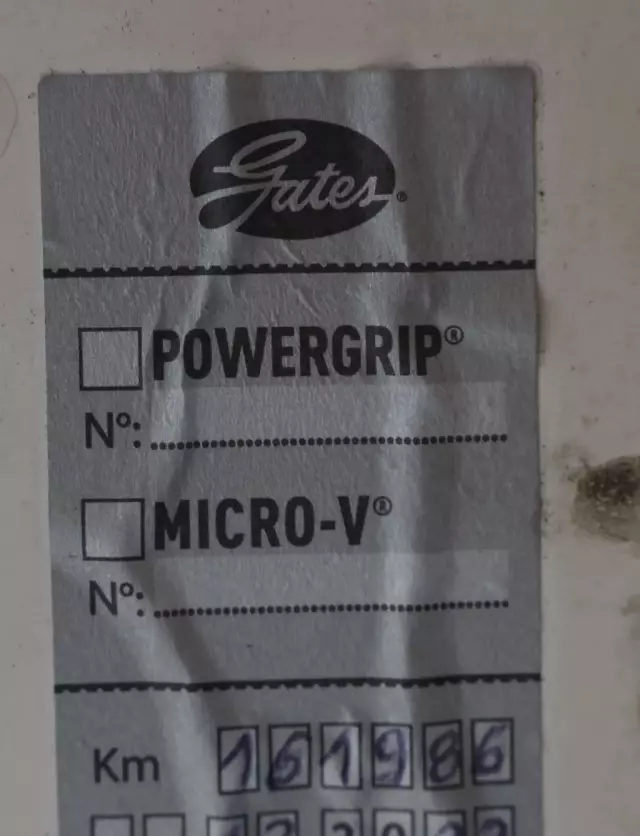 Gates®
POWERGRIP®
Nº:
MICRO-V®
Nº:
Km 161986